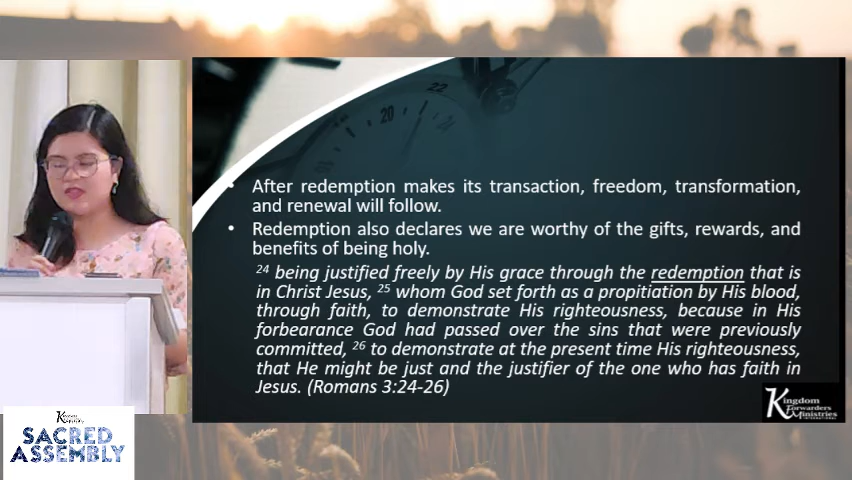 22
20
24
18
• After redemption makes its transaction, freedom, transformation,
and renewal will follow.
• Redemption also declares we are worthy of the gifts, rewards, and
benefits of being holy.
24 being justified freely by His grace through the redemption that is
in Christ Jesus, 25 whom God set forth as a propitiation by His blood,
through faith, to demonstrate His righteousness, because in His
forbearance God had passed over the sins that were previously
committed, 26 to demonstrate at the present time His righteousness,
that He might be just and the justifier of the one who has faith in
Jesus. (Romans 3:24-26)
Kingdom
Forwarders
Ministries
INTERNATIONAL
SACRED
ASSEMBLY